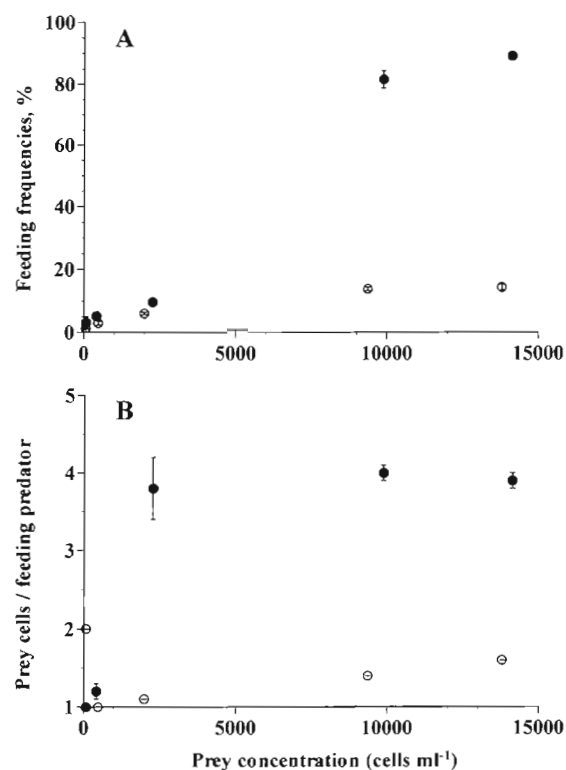 A
Feeding frequencies, %
100
80
60
40
20
0
0 5000 10000 15000
B
Prey cells / feeding predator
5
4
3
2
1
0 5000 10000 15000
Prey concentration (cells ml⁻¹)